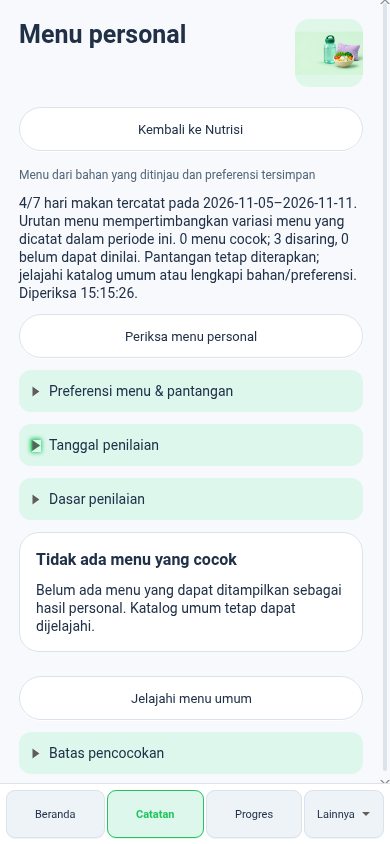 Menu personal
Kembali ke Nutrisi
Menu dari bahan yang ditinjau dan preferensi tersimpan
4/7 hari makan tercatat pada 2026-11-05–2026-11-11.
Urutan menu mempertimbangkan variasi menu yang
dicatat dalam periode ini. 0 menu cocok; 3 disaring, 0
belum dapat dinilai. Pantangan tetap diterapkan;
jelajahi katalog umum atau lengkapi bahan/preferensi.
Diperiksa 15:15:26.
Periksa menu personal
Preferensi menu & pantangan
Tanggal penilaian
Dasar penilaian
Tidak ada menu yang cocok
Belum ada menu yang dapat ditampilkan sebagai
hasil personal. Katalog umum tetap dapat
dijelajahi.
Jelajahi menu umum
Batas pencocokan
Beranda
Catatan
Progres
Lainnya